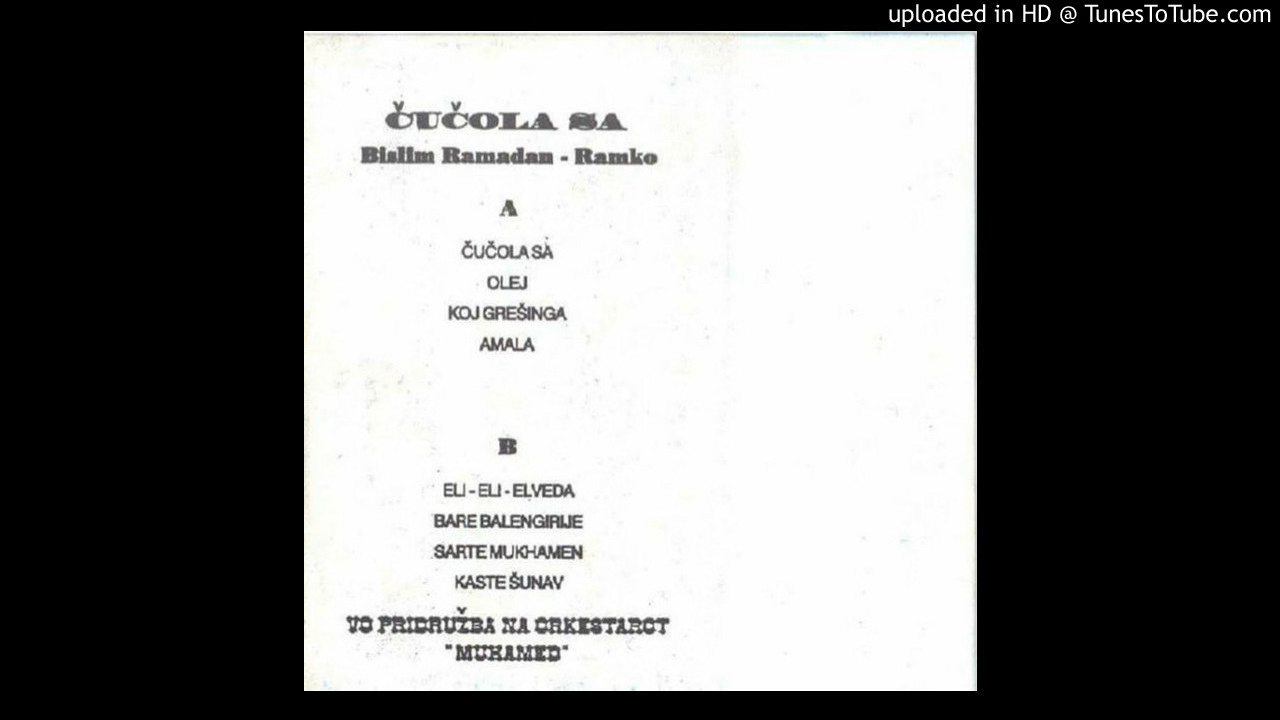 uploaded in HD @ TunesToTube.com
ČUČOLA SA
Bislim Ramadan - Ramko
A
ČUČOLA SA
OLEJ
KOJ GREŠINGA
AMALA
B
ELI - ELI - ELVEDA
BARE BALENGIRIJE
SARTE MUKHAMEN
KASTE ŠUNAV
VO PRIDRUŽBA NA ORKESTAROT
"MUHAMED"